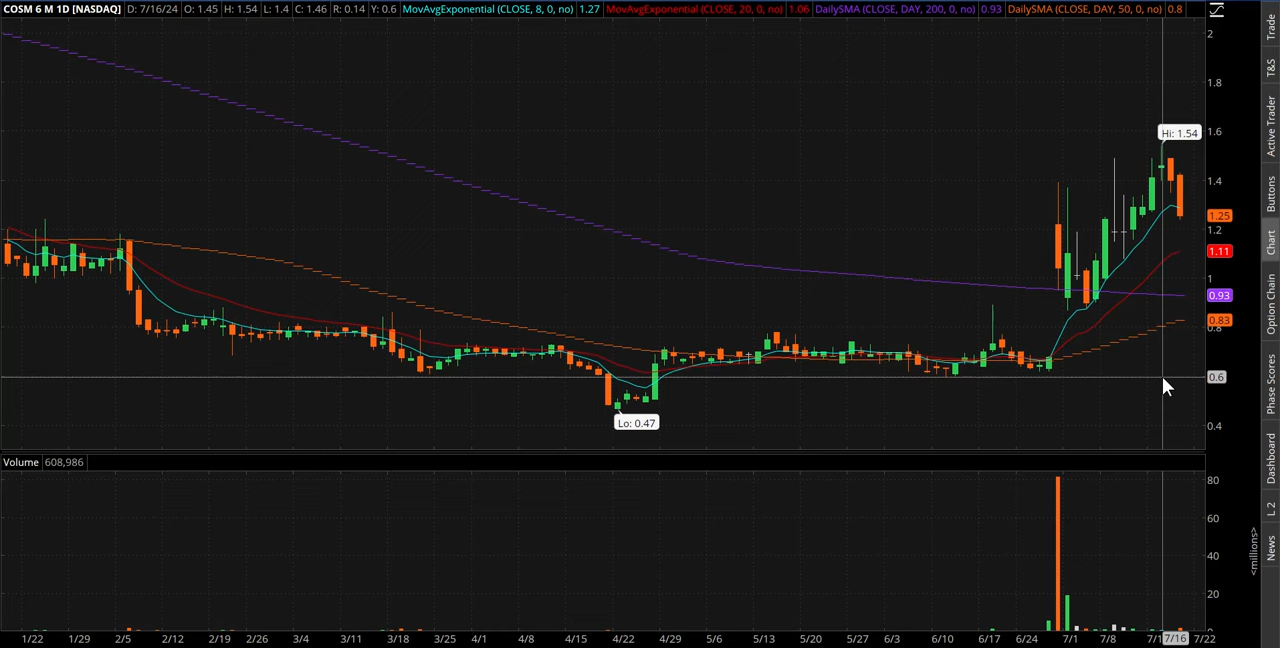 COSM 6 M 1D [NASDAQ] D: 7/16/24 O: 1.45 H: 1.54 L: 1.4 C: 1.46 R: 0.14 Y: 0.6 MovAvgExponential (CLOSE, 8, 0, no) 1.27 MovAvgExponential (CLOSE, 20, 0, no) 1.06 DailySMA (CLOSE, DAY, 200, 0, no) 0.93 DailySMA (CLOSE, DAY, 50, 0, no) 0.8
2
1.8
1.6
Hi: 1.54
1.4
1.25
1.2
1.11
1
0.93
0.83
0.8
0.6
0.4
Lo: 0.47
Volume 608,986
80
60
40
20
0
<millions>
1/22 1/29 2/5 2/12 2/19 2/26 3/4 3/11 3/18 3/25 4/1 4/8 4/15 4/22 4/29 5/6 5/13 5/20 5/27 6/3 6/10 6/17 6/24 7/1 7/8 7/1 7/16 7/22
Trade
T&S
Active Trader
Buttons
Chart
Option Chain
Phase Scores
Dashboard
L 2
News